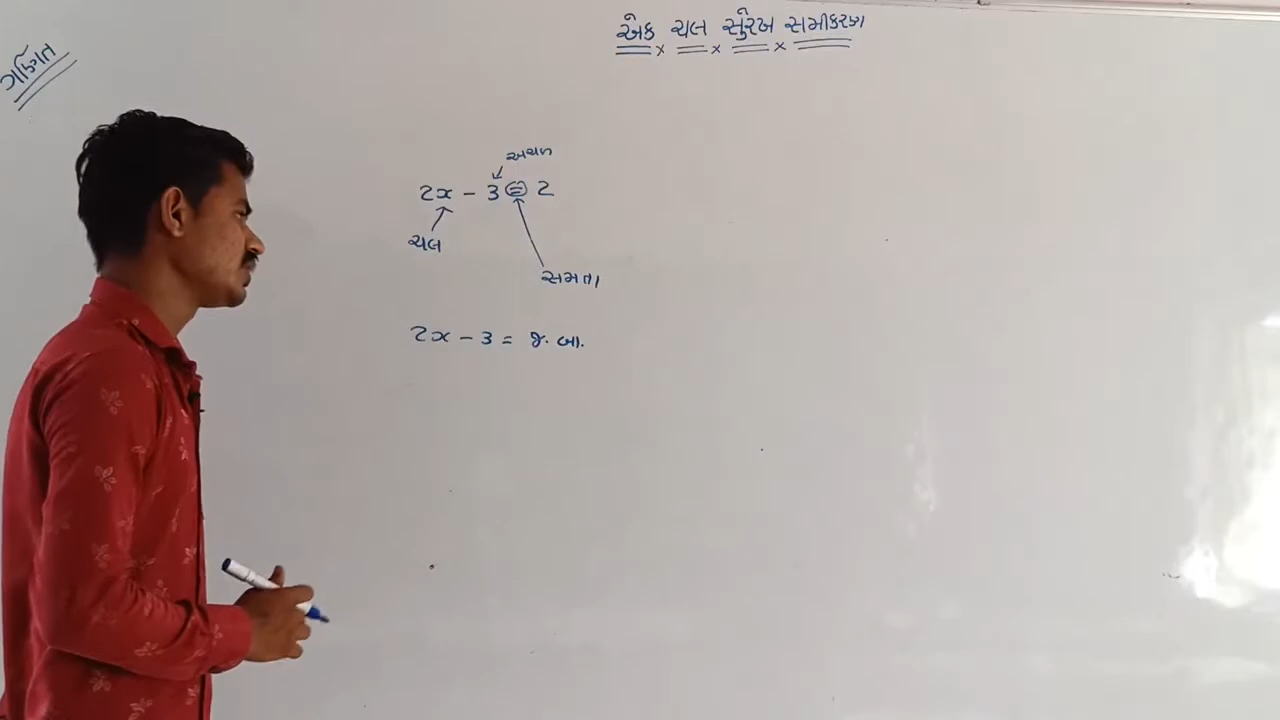 એક ચલ સુરેખ સમીકરણ
ગણિત
અચળ
2x - 3 = 2
ચલ
સમતા
2x - 3 = જ. બા.